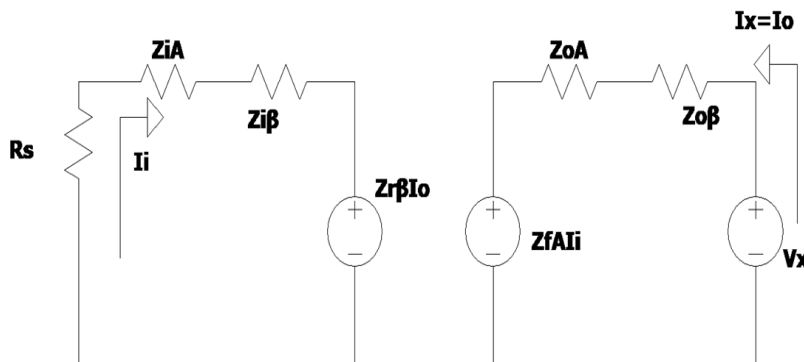 Ix=Io
ZiA
ZoA
Ziβ
Zoβ
Rs
Ii
ZrβIo
ZfAIi
Vx